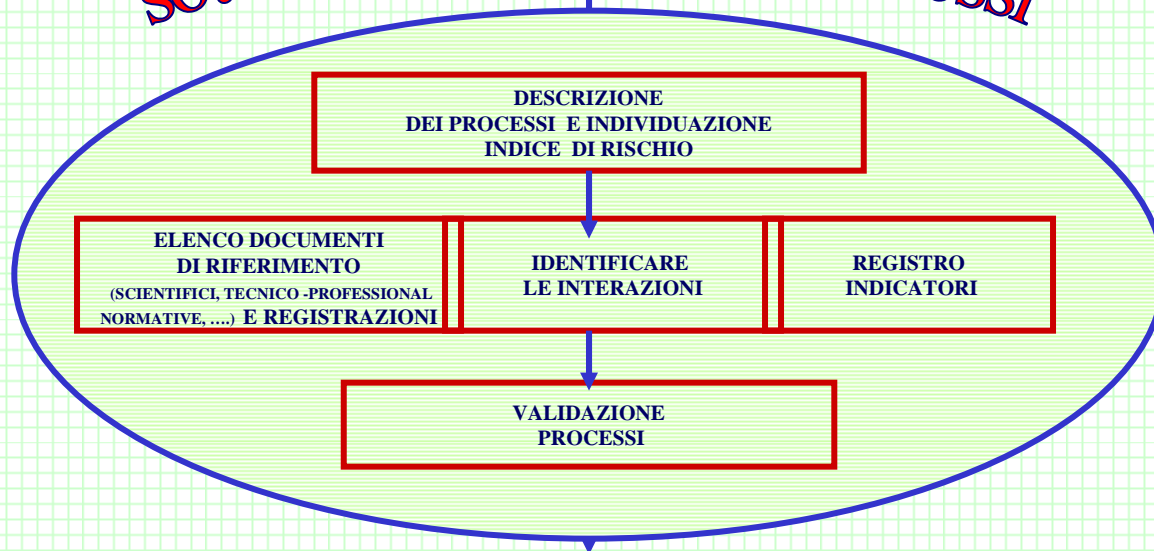 DESCRIZIONE
DEI PROCESSI E INDIVIDUAZIONE
INDICE DI RISCHIO
ELENCO DOCUMENTI
DI RIFERIMENTO
(SCIENTIFICI, TECNICO -PROFESSIONAL
NORMATIVE, ....) E REGISTRAZIONI
IDENTIFICARE
LE INTERAZIONI
REGISTRO
INDICATORI
VALIDAZIONE
PROCESSI